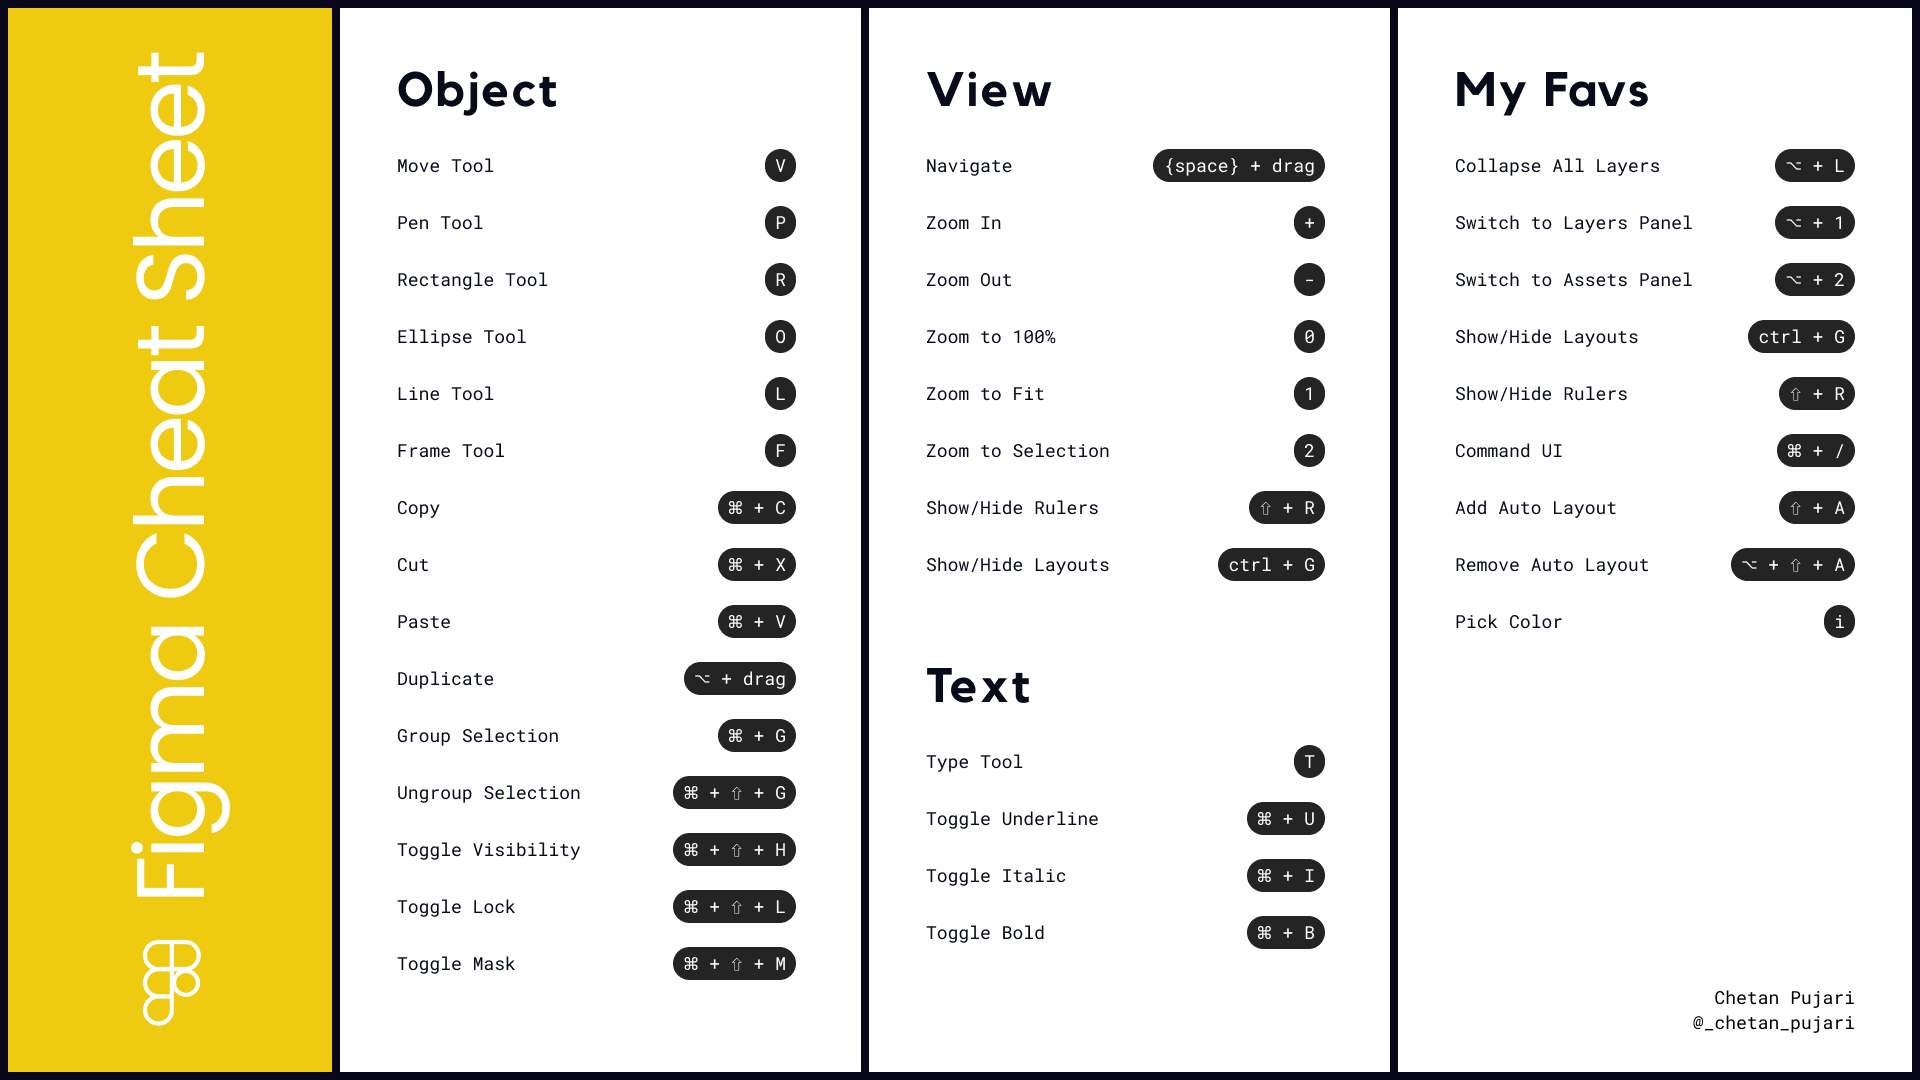 Figma Cheat Sheet
Object
Move Tool V
Pen Tool P
Rectangle Tool R
Ellipse Tool O
Line Tool L
Frame Tool F
Copy ⌘ + C
Cut ⌘ + X
Paste ⌘ + V
Duplicate ⌥ + drag
Group Selection ⌘ + G
Ungroup Selection ⌘ + ⇧ + G
Toggle Visibility ⌘ + ⇧ + H
Toggle Lock ⌘ + ⇧ + L
Toggle Mask ⌘ + ⇧ + M
View
Navigate {space} + drag
Zoom In +
Zoom Out -
Zoom to 100% 0
Zoom to Fit 1
Zoom to Selection 2
Show/Hide Rulers ⇧ + R
Show/Hide Layouts ctrl + G
Text
Type Tool T
Toggle Underline ⌘ + U
Toggle Italic ⌘ + I
Toggle Bold ⌘ + B
My Favs
Collapse All Layers ⌥ + L
Switch to Layers Panel ⌥ + 1
Switch to Assets Panel ⌥ + 2
Show/Hide Layouts ctrl + G
Show/Hide Rulers ⇧ + R
Command UI ⌘ + /
Add Auto Layout ⇧ + A
Remove Auto Layout ⌥ + ⇧ + A
Pick Color i
Chetan Pujari
@_chetan_pujari